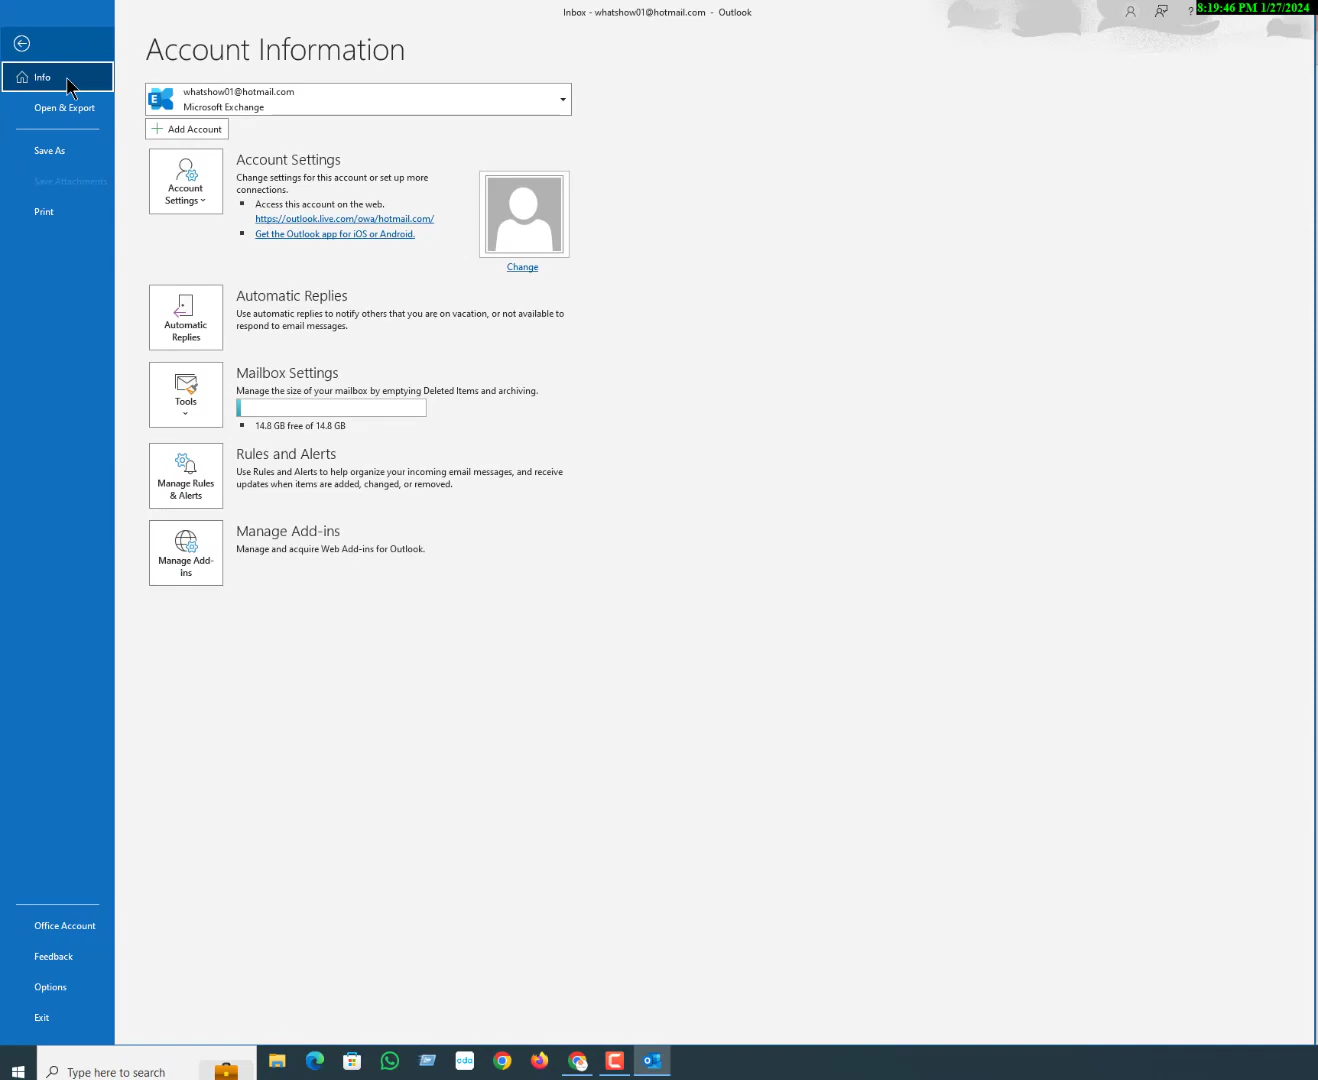 Inbox - whatshow01@hotmail.com - Outlook
?
8:19:46 PM 1/27/2024
Account Information
Info
Open & Export
Save As
Save Attachments
Print
Office Account
Feedback
Options
Exit
whatshow01@hotmail.com
Microsoft Exchange
Add Account
Account
Settings
Account Settings
Change settings for this account or set up more
connections.
Access this account on the web.
https://outlook.live.com/owa/hotmail.com/
Get the Outlook app for iOS or Android.
Change
Automatic
Replies
Automatic Replies
Use automatic replies to notify others that you are on vacation, or not available to
respond to email messages.
Tools
Mailbox Settings
Manage the size of your mailbox by emptying Deleted Items and archiving.
14.8 GB free of 14.8 GB
Manage Rules
& Alerts
Rules and Alerts
Use Rules and Alerts to help organize your incoming email messages, and receive
updates when items are added, changed, or removed.
Manage Add-
ins
Manage Add-ins
Manage and acquire Web Add-ins for Outlook.
Type here to search
cda